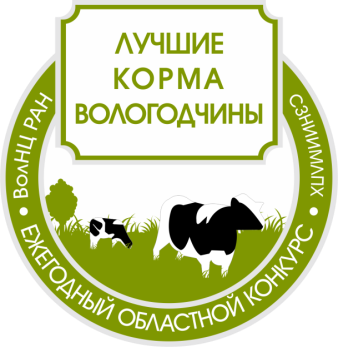 ЛУЧШИЕ
КОРМА
ВОЛОГОДЧИНЫ
ВолНЦ РАН
СЗНИИМЛПХ
• ЕЖЕГОДНЫЙ ОБЛАСТНОЙ КОНКУРС •